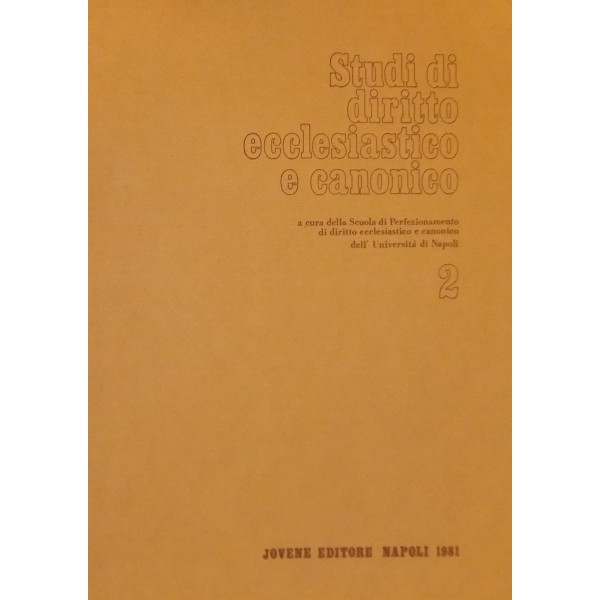 Studi di
diritto
ecclesiastico
e canonico
a cura della Scuola di Perfezionamento
di diritto ecclesiastico e canonico
dell' Universitá di Napoli
2
JOVENE EDITORE NAPOLI 1981